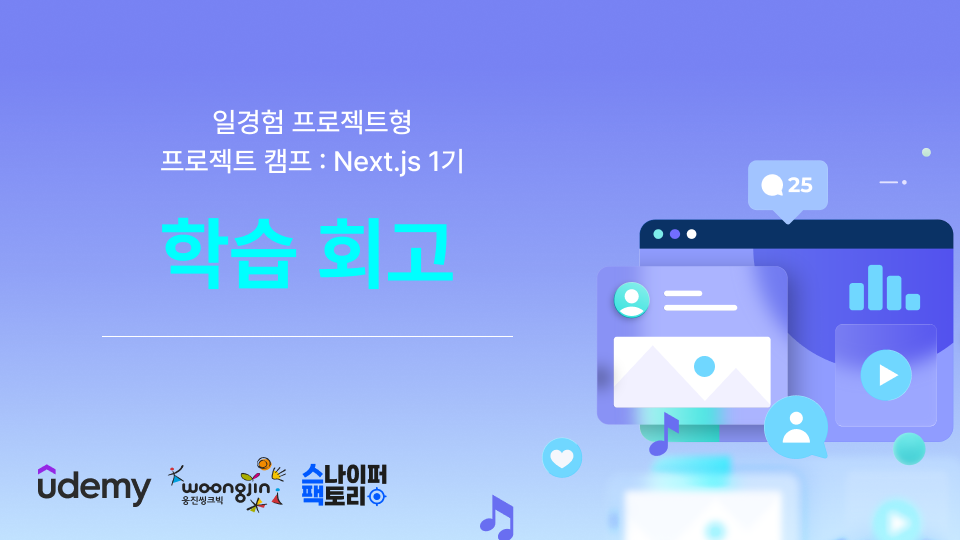 일경험 프로젝트형
프로젝트 캠프 : Next.js 1기
학습 회고
25
udemy
woongjin
웅진씽크빅
스나이퍼
팩토리